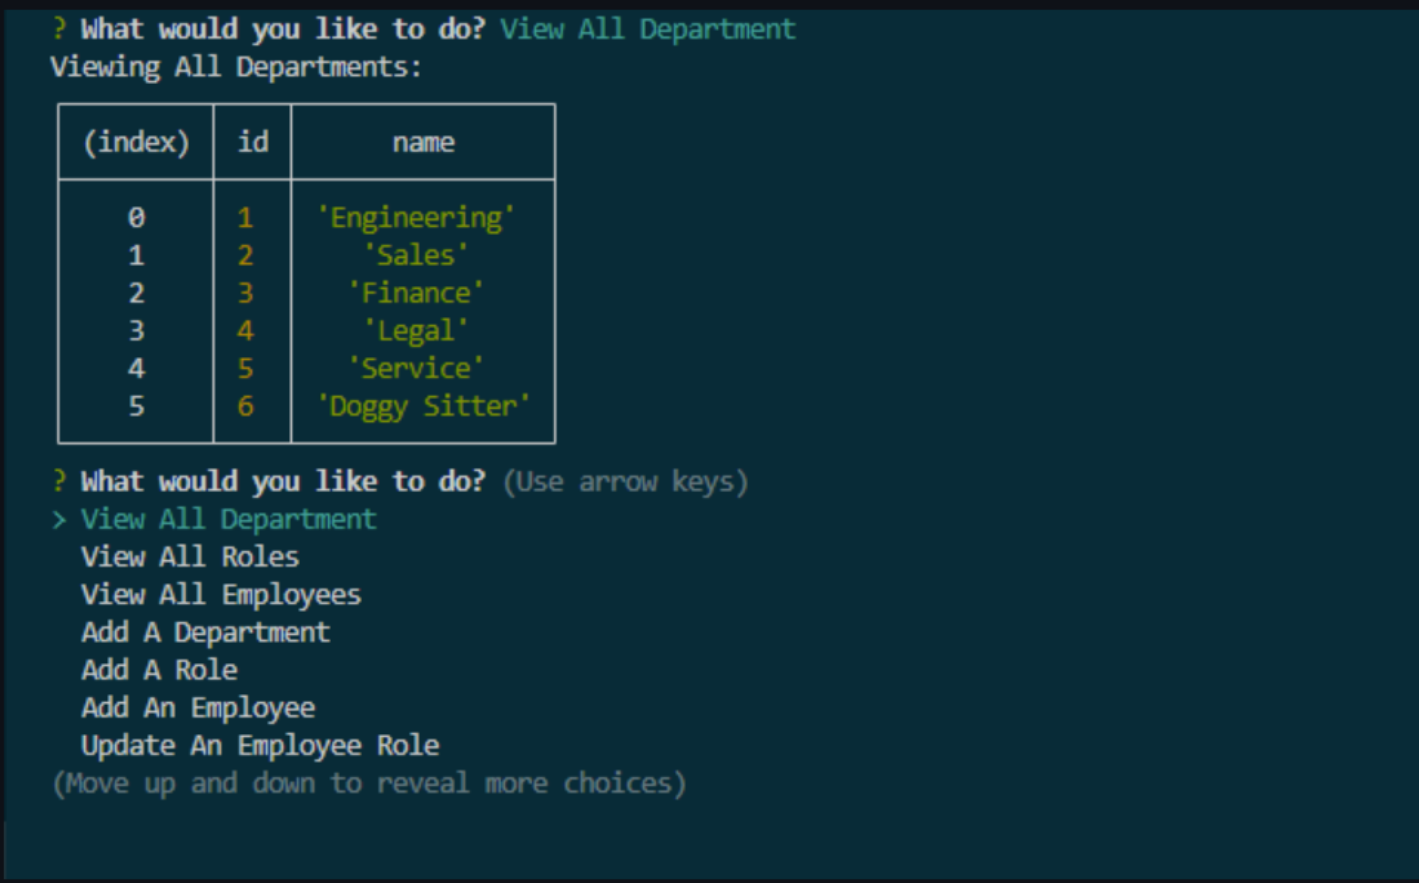 ? What would you like to do? View All Department
Viewing All Departments:
(index) id name
0 1 'Engineering'
1 2 'Sales'
2 3 'Finance'
3 4 'Legal'
4 5 'Service'
5 6 'Doggy Sitter'
? What would you like to do? (Use arrow keys)
> View All Department
View All Roles
View All Employees
Add A Department
Add A Role
Add An Employee
Update An Employee Role
(Move up and down to reveal more choices)